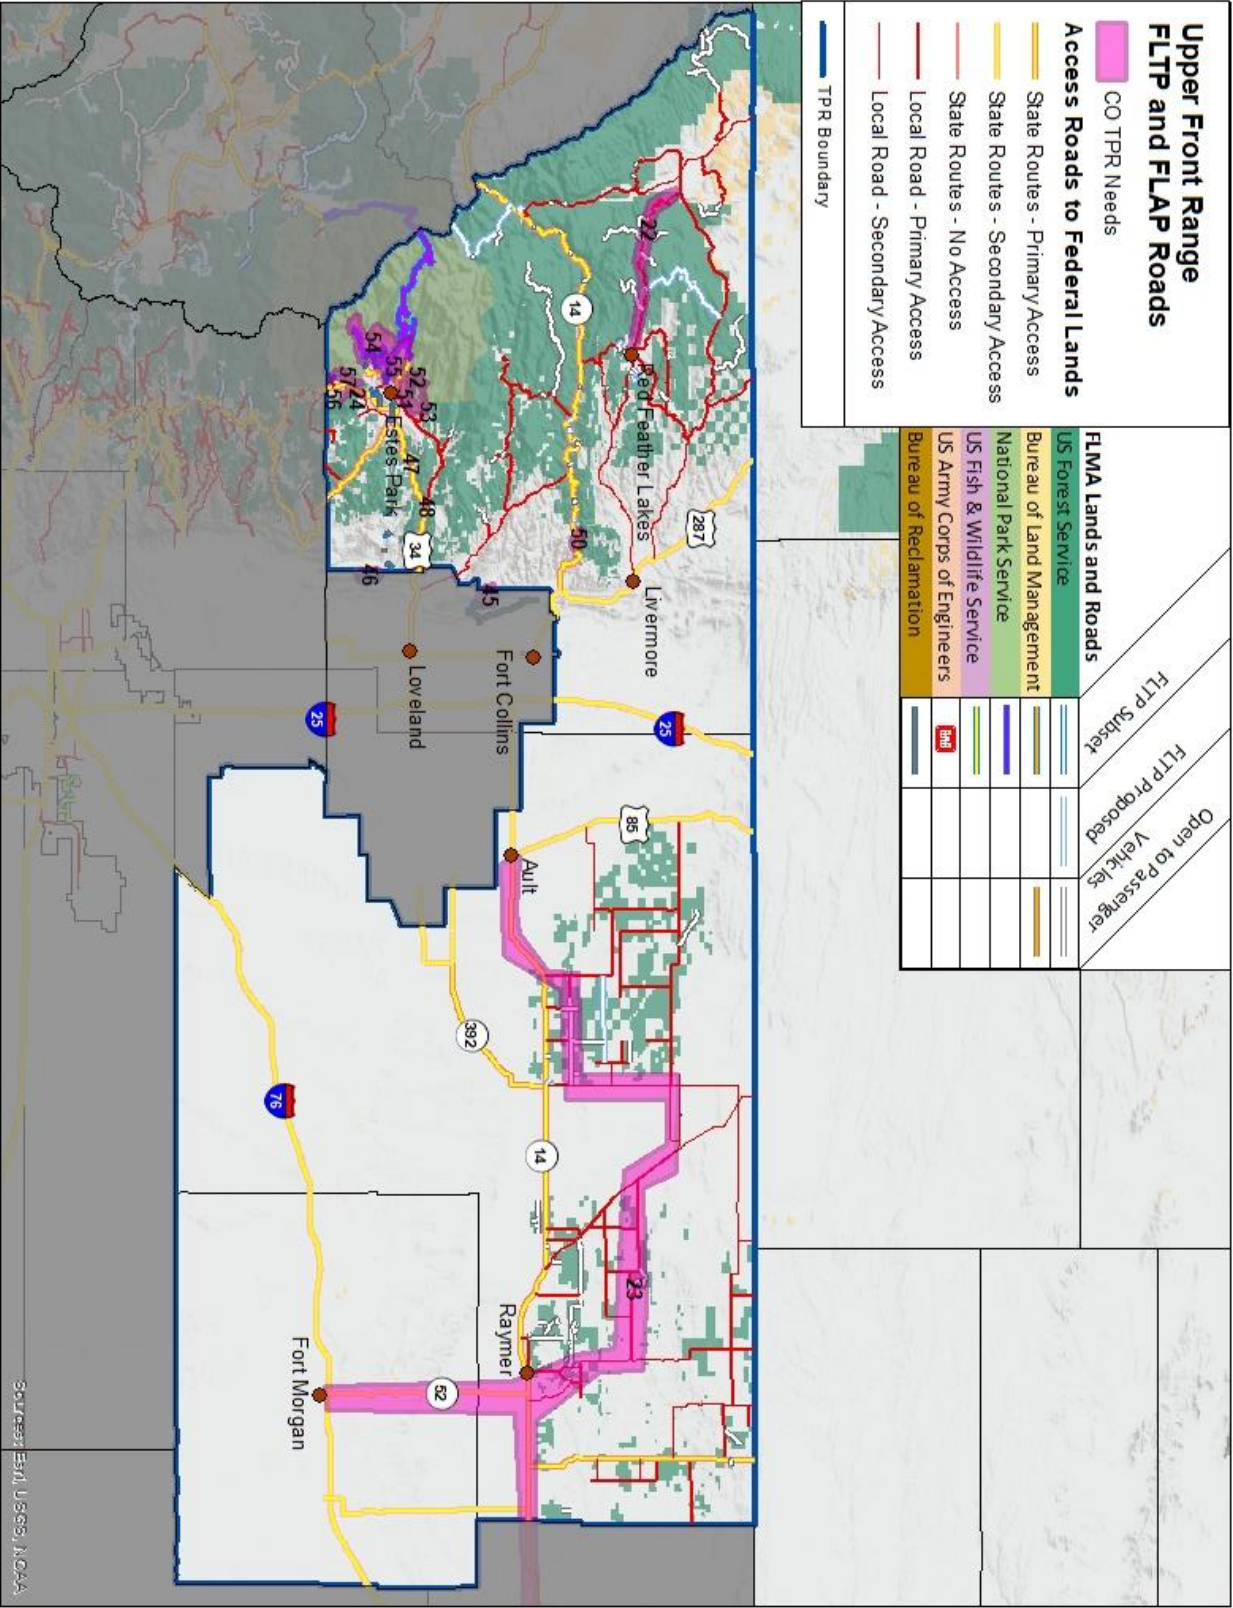 Upper Front Range
FLTP and FLAP Roads
CO TPR Needs
Access Roads to Federal Lands
State Routes - Primary Access
State Routes - Secondary Access
State Routes - No Access
Local Road - Primary Access
Local Road - Secondary Access
TPR Boundary
FLMA Lands and Roads
US Forest Service
Bureau of Land Management
National Park Service
US Fish & Wildlife Service
US Army Corps of Engineers
Bureau of Reclamation
FLTP Subset
FLTP Proposed
Open to Passenger
Vehicles
22
14
Red Feather Lakes
287
Livermore
50
54
55
52
51
53
57
24
56
Estes Park
47
48
34
46
45
Loveland
Fort Collins
25
25
85
Ault
392
76
14
23
Raymer
52
Fort Morgan
Sources: Esri, USGS, NOAA